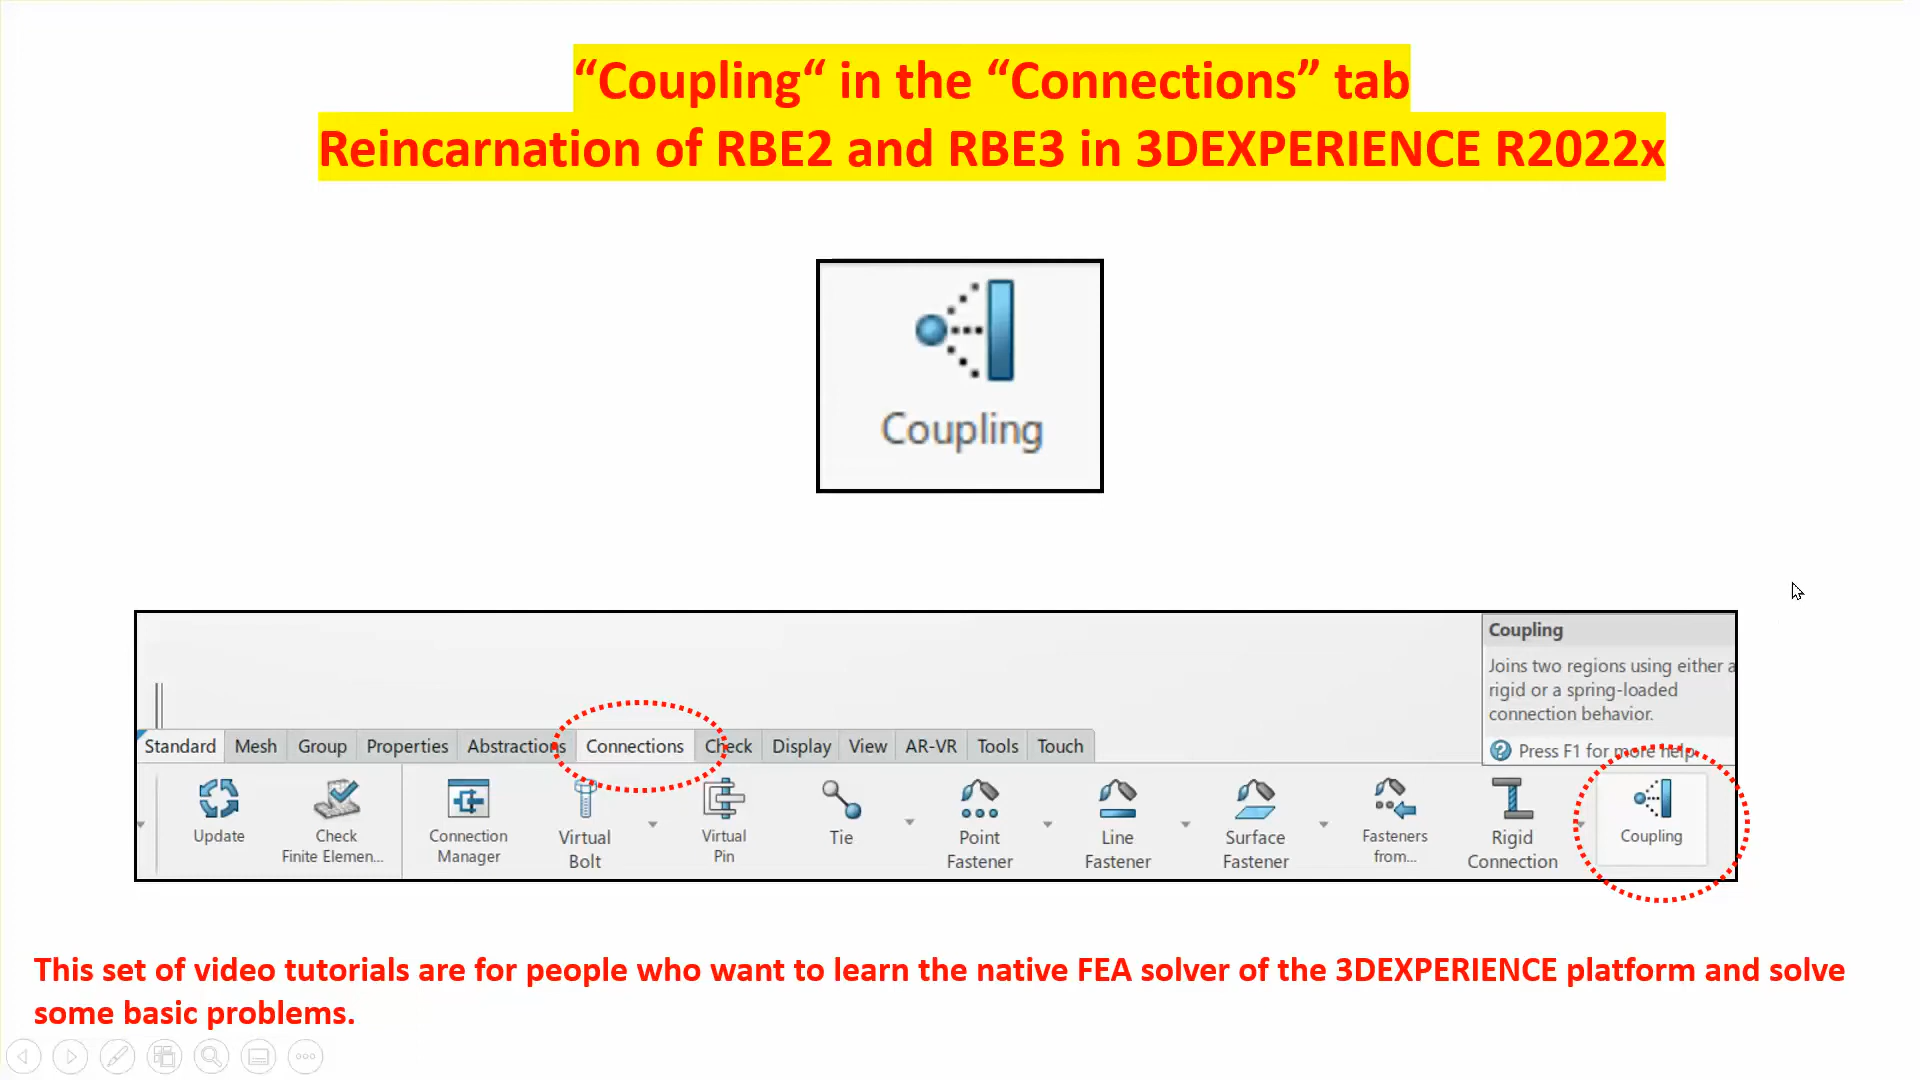 “Coupling“ in the “Connections” tab
Reincarnation of RBE2 and RBE3 in 3DEXPERIENCE R2022x
Coupling
Coupling
Joins two regions using either a
rigid or a spring-loaded
connection behavior.
Press F1 for more help.
Standard Mesh Group Properties Abstractions Connections Check Display View AR-VR Tools Touch
Update
Check
Finite Elemen...
Connection
Manager
Virtual
Bolt
Virtual
Pin
Tie
Point
Fastener
Line
Fastener
Surface
Fastener
Fasteners
from...
Rigid
Connection
Coupling
This set of video tutorials are for people who want to learn the native FEA solver of the 3DEXPERIENCE platform and solve
some basic problems.